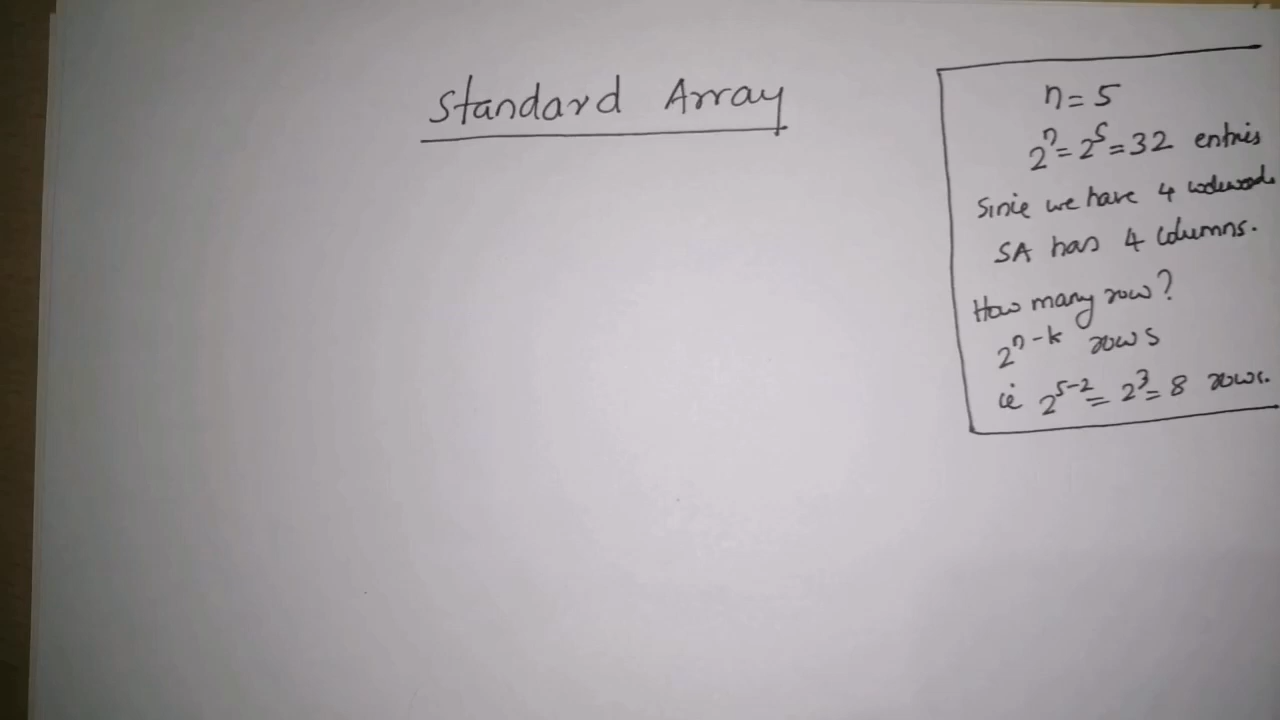 Standard Array
n = 5
2^n = 2^5 = 32 entries
Since we have 4 codewords
SA has 4 columns.
How many row?
2^{n-k} rows
ie 2^{5-2} = 2^3 = 8 rows.